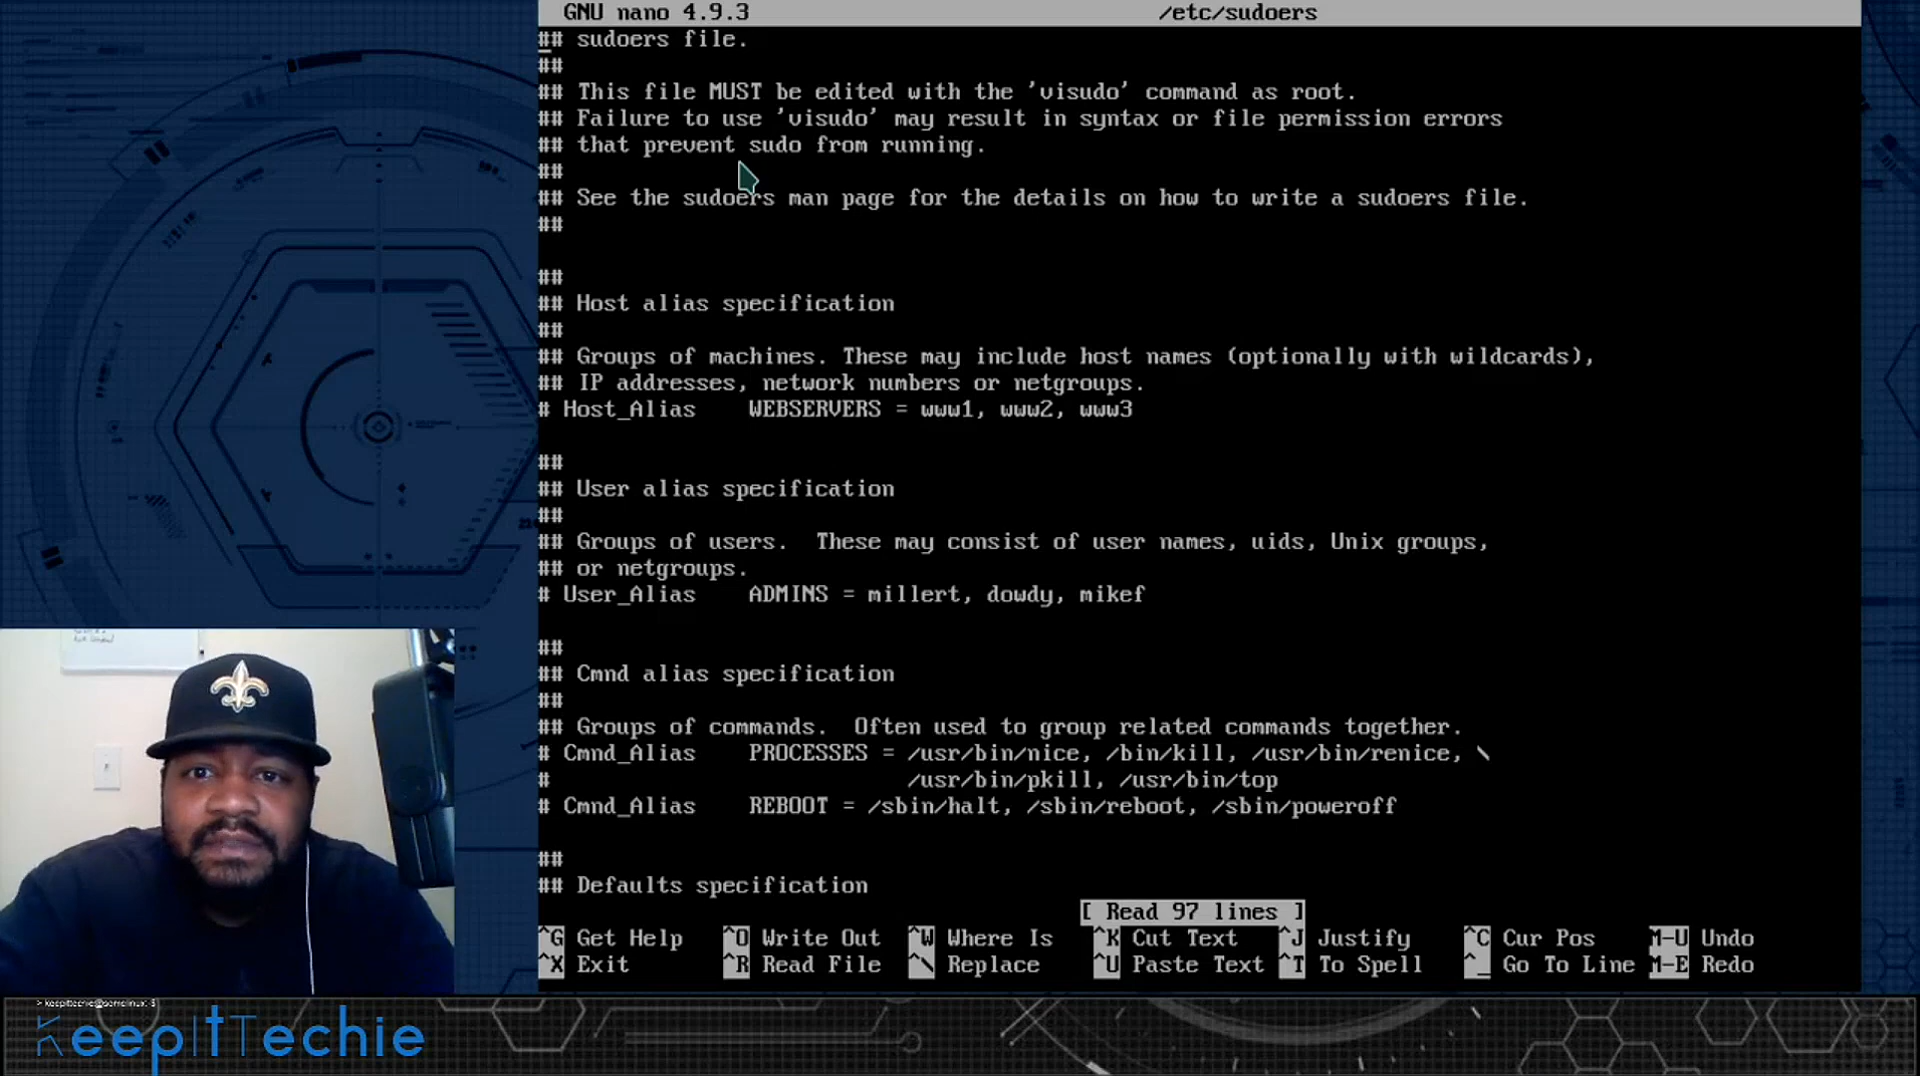 GNU nano 4.9.3 /etc/sudoers
## sudoers file.
##
## This file MUST be edited with the 'visudo' command as root.
## Failure to use 'visudo' may result in syntax or file permission errors
## that prevent sudo from running.
##
## See the sudoers man page for the details on how to write a sudoers file.
##
##
## Host alias specification
##
## Groups of machines. These may include host names (optionally with wildcards),
## IP addresses, network numbers or netgroups.
# Host_Alias WEBSERVERS = www1, www2, www3
##
## User alias specification
##
## Groups of users. These may consist of user names, uids, Unix groups,
## or netgroups.
# User_Alias ADMINS = millert, dowdy, mikef
##
## Cmnd alias specification
##
## Groups of commands. Often used to group related commands together.
# Cmnd_Alias PROCESSES = /usr/bin/nice, /bin/kill, /usr/bin/renice, \
# /usr/bin/pkill, /usr/bin/top
# Cmnd_Alias REBOOT = /sbin/halt, /sbin/reboot, /sbin/poweroff
##
## Defaults specification
[ Read 97 lines ]
^G Get Help ^O Write Out ^W Where Is ^K Cut Text ^J Justify ^C Cur Pos M-U Undo
^X Exit ^R Read File ^\ Replace ^U Paste Text ^T To Spell ^_ Go To Line M-E Redo
> keepittechie@somelinux:~$
KeepItTechie